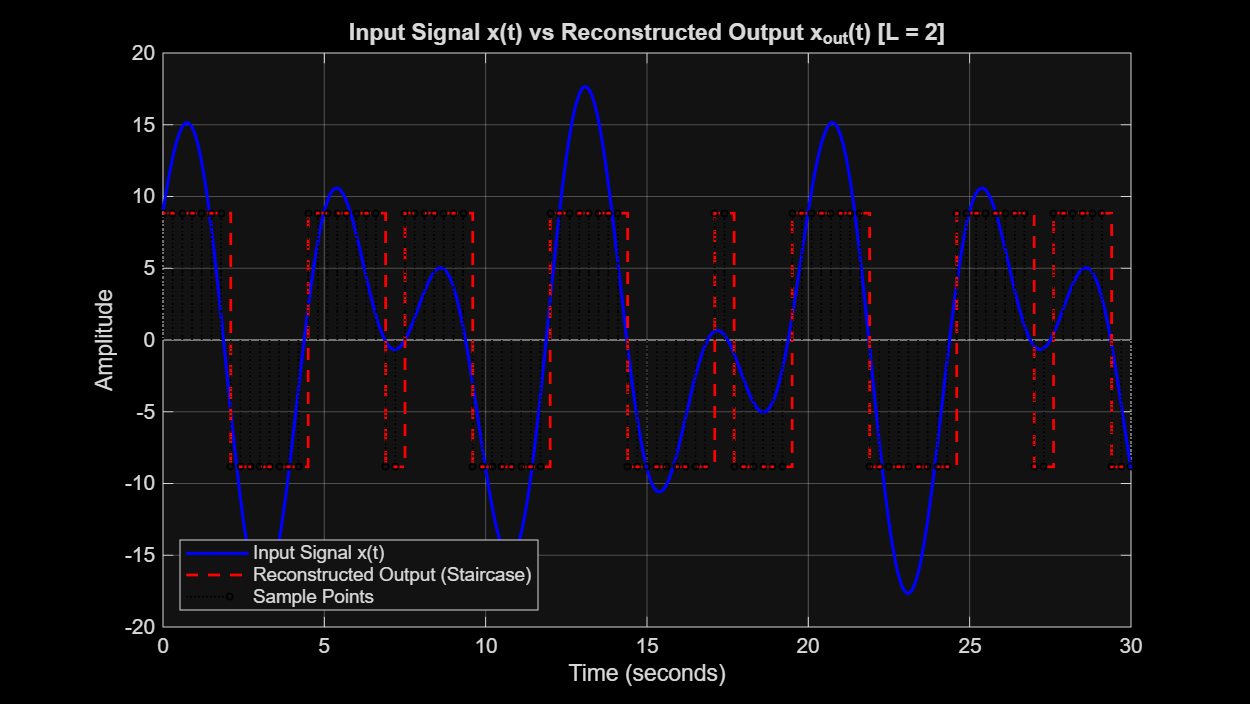 Input Signal x(t) vs Reconstructed Output xout(t) [L = 2]
20
15
10
5
0
-5
-10
-15
-20
Amplitude
Input Signal x(t)
Reconstructed Output (Staircase)
Sample Points
0 5 10 15 20 25 30
Time (seconds)